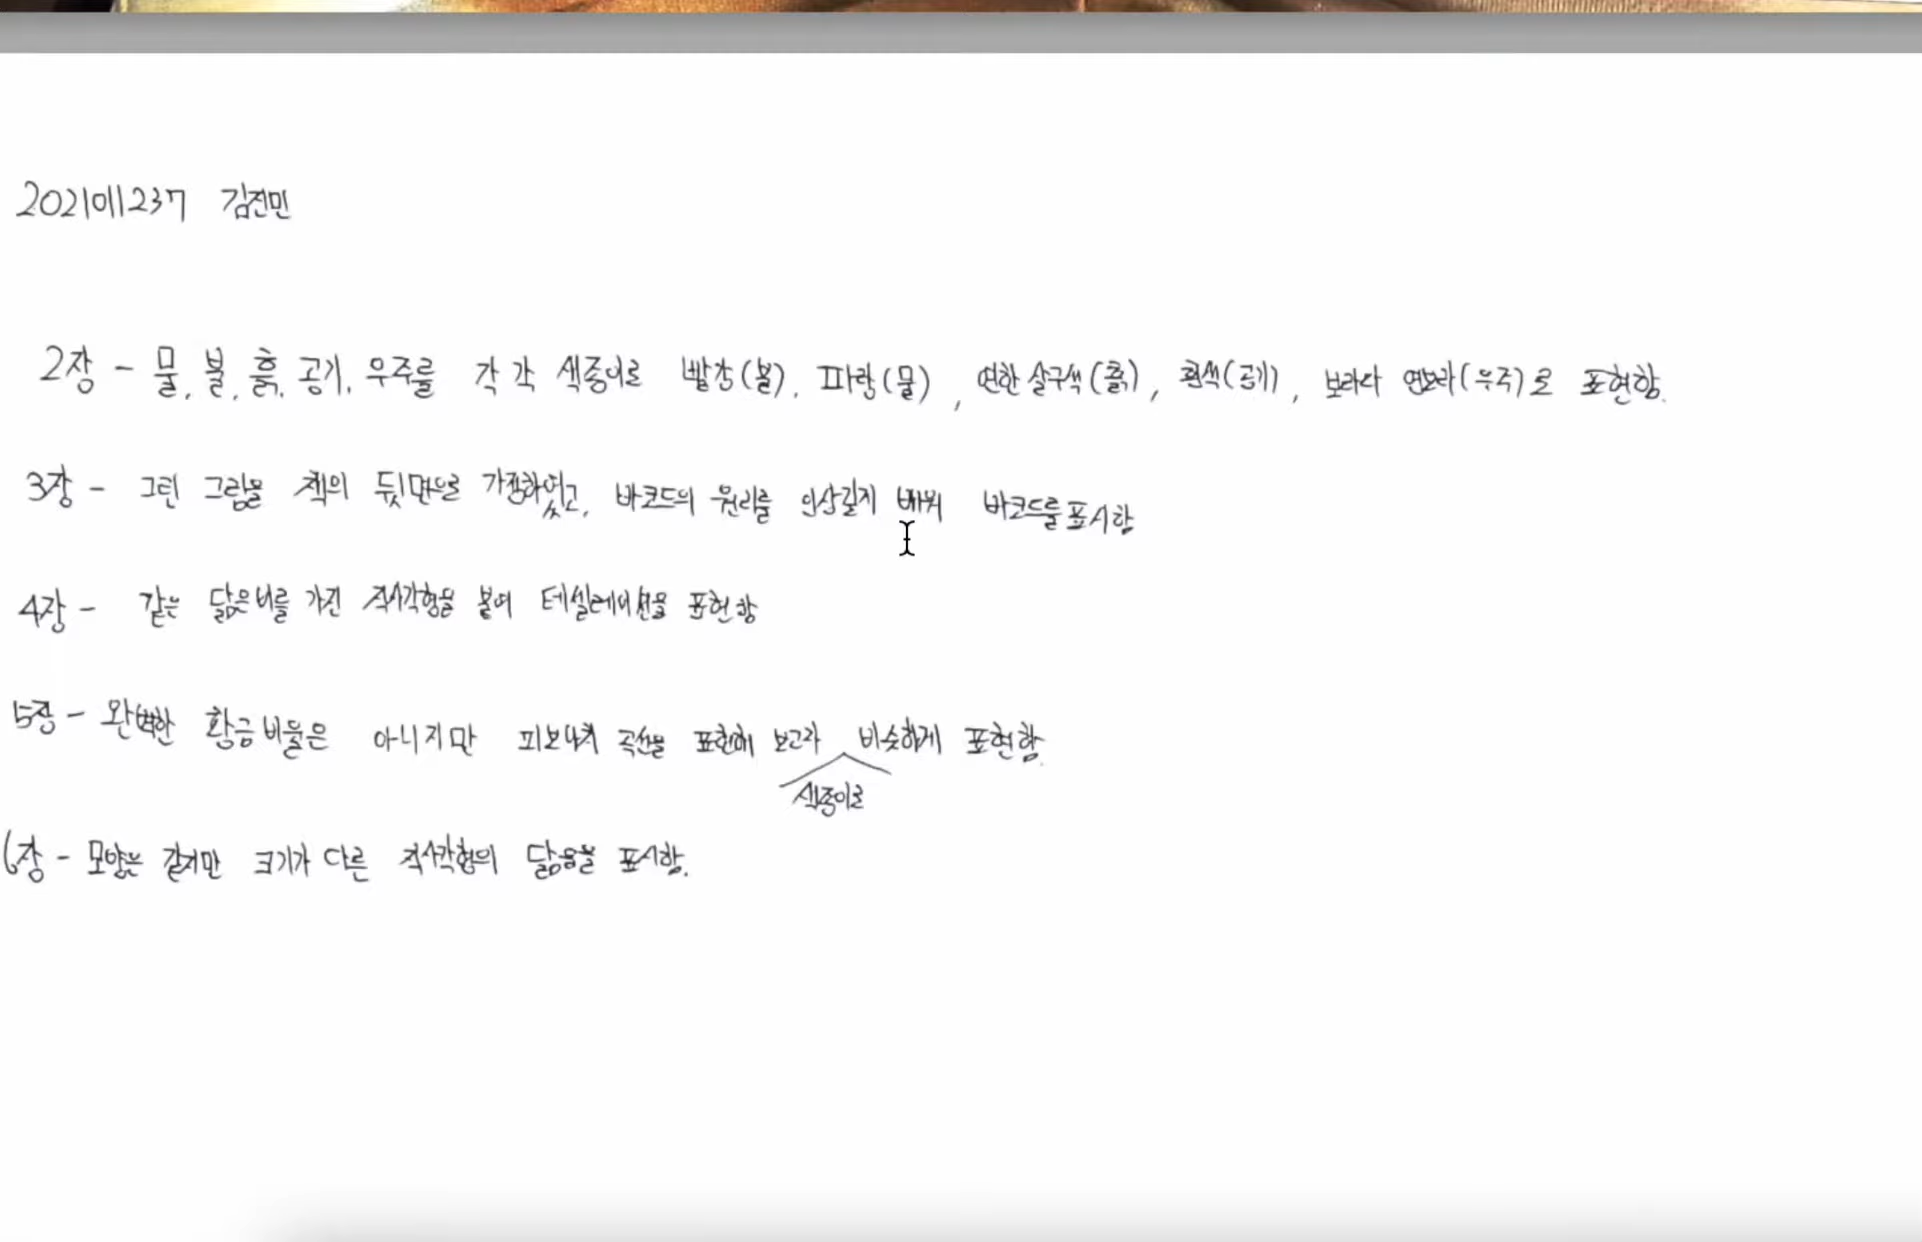 2021011237 김진민
2장 - 물, 불, 흙, 공기, 우주를 각각 색종이로 빨강(불), 파랑(물), 연한 살구색(흙), 흰색(공기), 보라다 연보라(우주)로 표현함.
3장 - 그린 그림을 책의 뒷면으로 가정하였고, 바코드의 원리를 인상깊게 배워 바코드를 표시함
4장 - 같은 닮은비를 가진 직사각형을 붙여 테셀레이션을 표현함
5장 - 완벽한 황금비율은 아니지만 피보나치 곡선을 표현해 보고자 비슷하게 표현함.
색종이로
6장 - 모양은 같지만 크기가 다른 직사각형의 닮음을 표시함.